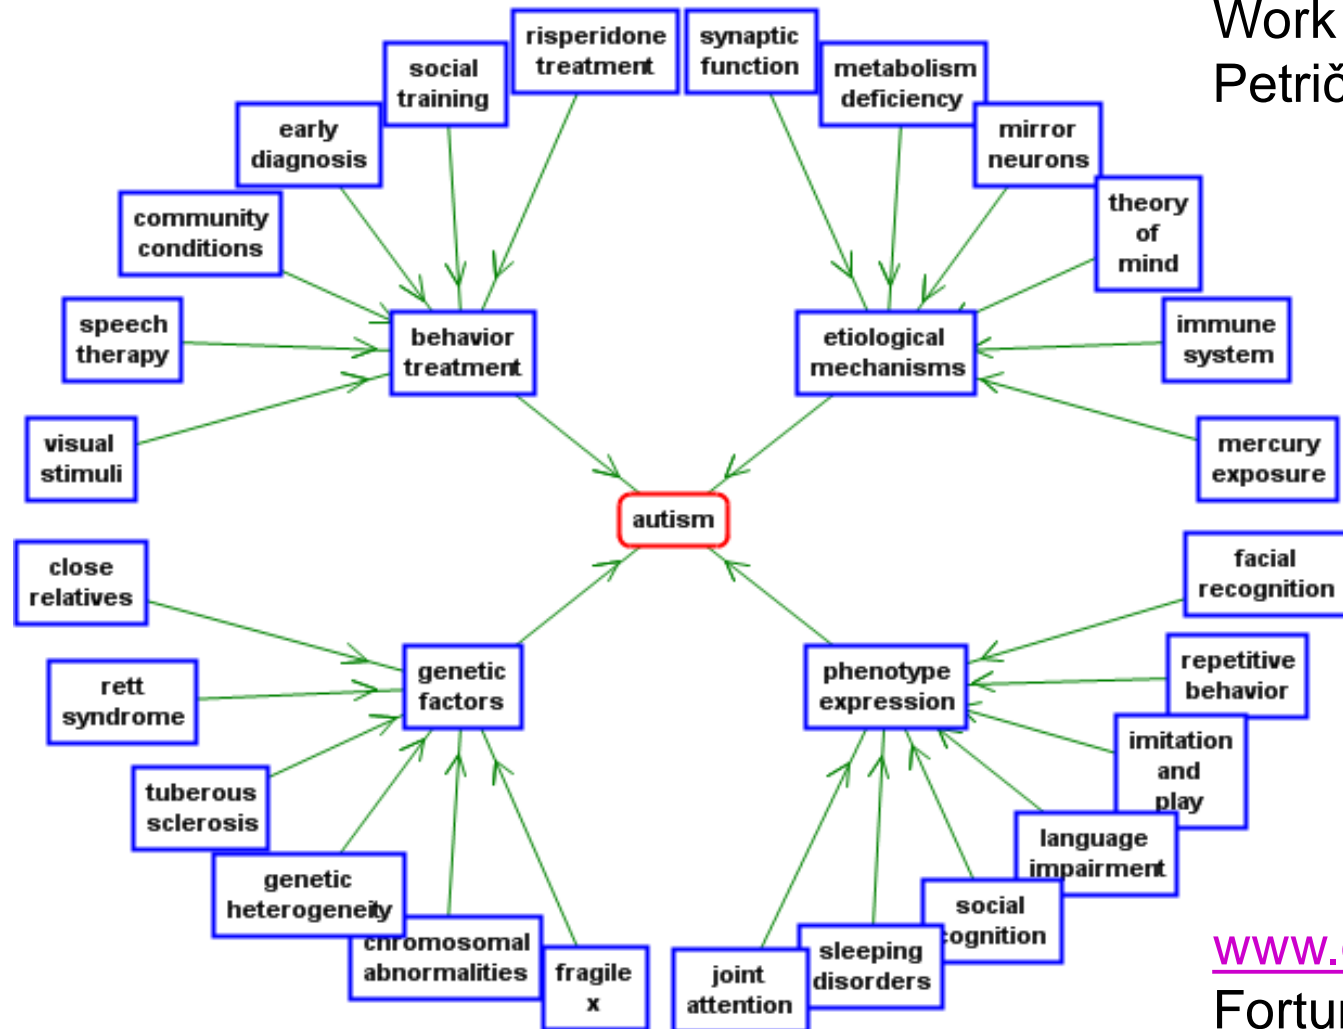 risperidone
treatment
synaptic
function
social
training
metabolism
deficiency
early
diagnosis
mirror
neurons
community
conditions
theory
of
mind
speech
therapy
behavior
treatment
etiological
mechanisms
immune
system
visual
stimuli
mercury
exposure
autism
close
relatives
facial
recognition
rett
syndrome
genetic
factors
phenotype
expression
repetitive
behavior
tuberous
sclerosis
imitation
and
play
genetic
heterogeneity
language
impairment
chromosomal
abnormalities
fragile
x
joint
attention
sleeping
disorders
social
cognition
Work
Petrič
www.
Fortu